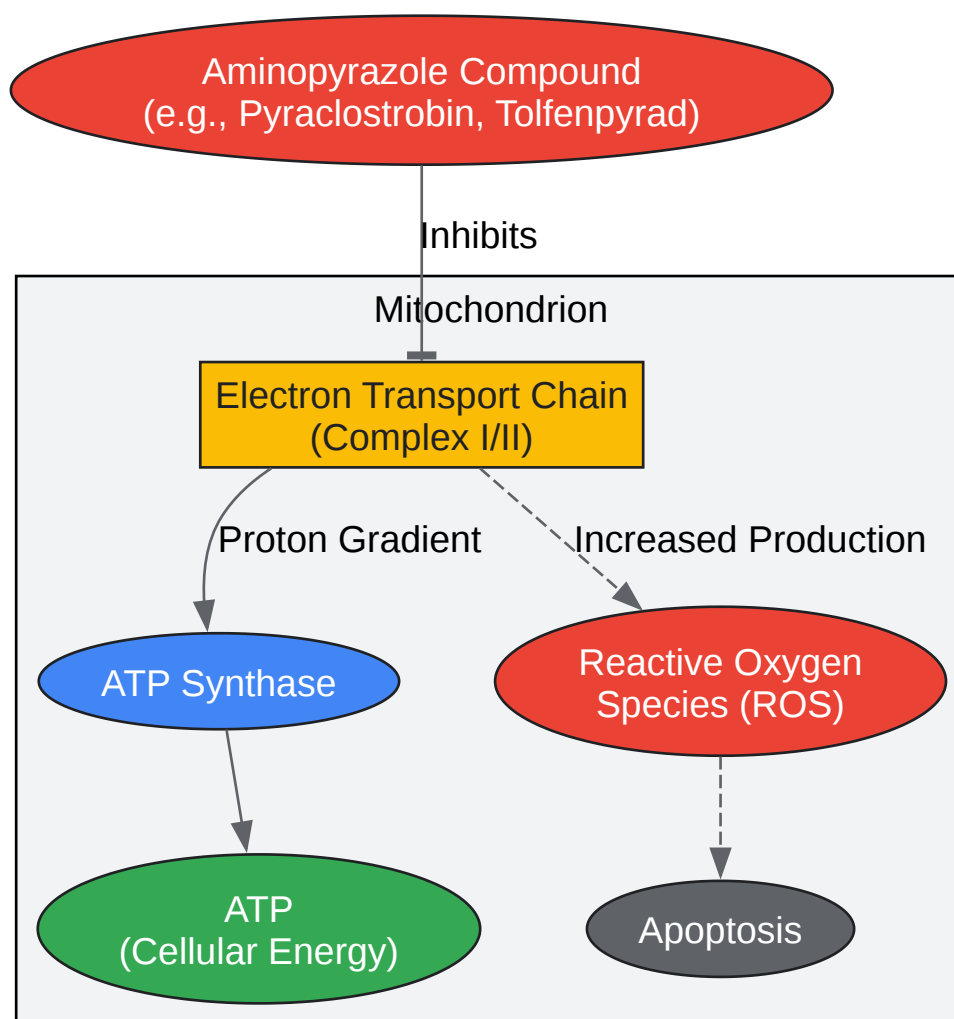 Aminopyrazole Compound
(e.g., Pyraclostrobin, Tolfenpyrad)
Inhibits
Mitochondrion
Electron Transport Chain
(Complex I/II)
Proton Gradient
Increased Production
ATP Synthase
Reactive Oxygen
Species (ROS)
ATP
(Cellular Energy)
Apoptosis